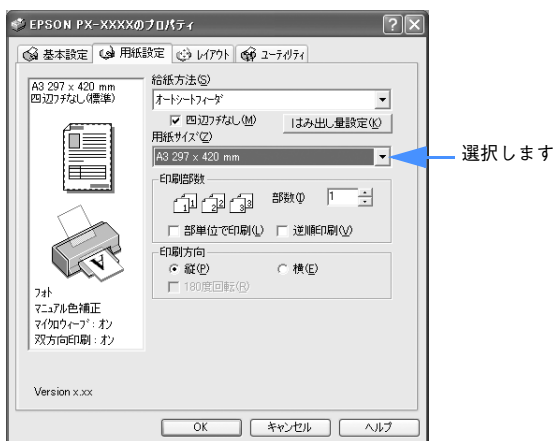 EPSON PX-XXXXのプロパティ
基本設定 用紙設定 レイアウト ユーティリティ
A3 297 x 420 mm
四辺フチなし(標準)
フォト
マニュアル色補正
マイクロウィーブ : オン
双方向印刷 : オン
給紙方法(S)
オートシートフィーダ
四辺フチなし(M) はみ出し量設定(K)
用紙サイズ(Z)
A3 297 x 420 mm
選択します
印刷部数
1 1 2 2 3 3 部数(I) 1
部単位で印刷(L) 逆順印刷(V)
印刷方向
縦(P) 横(E)
180度回転(R)
Version x.xx
OK キャンセル ヘルプ